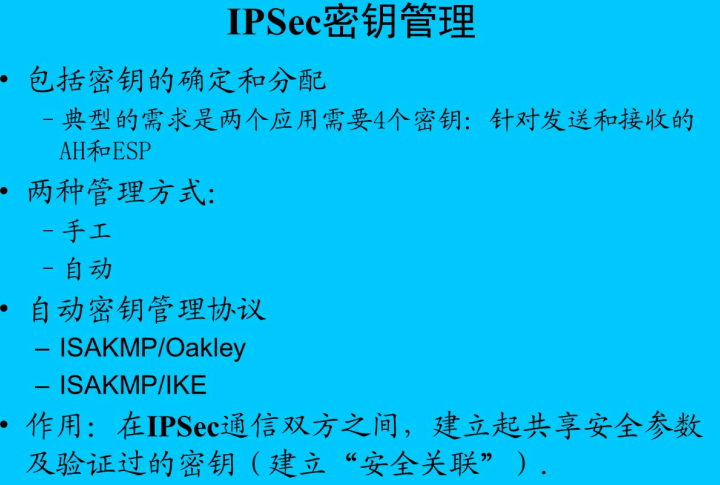 IPSec密钥管理
• 包括密钥的确定和分配
－典型的需求是两个应用需要4个密钥：针对发送和接收的
AH和ESP
• 两种管理方式：
－手工
－自动
• 自动密钥管理协议
– ISAKMP/Oakley
– ISAKMP/IKE
• 作用：在IPSec通信双方之间，建立起共享安全参数
及验证过的密钥（建立“安全关联”）.